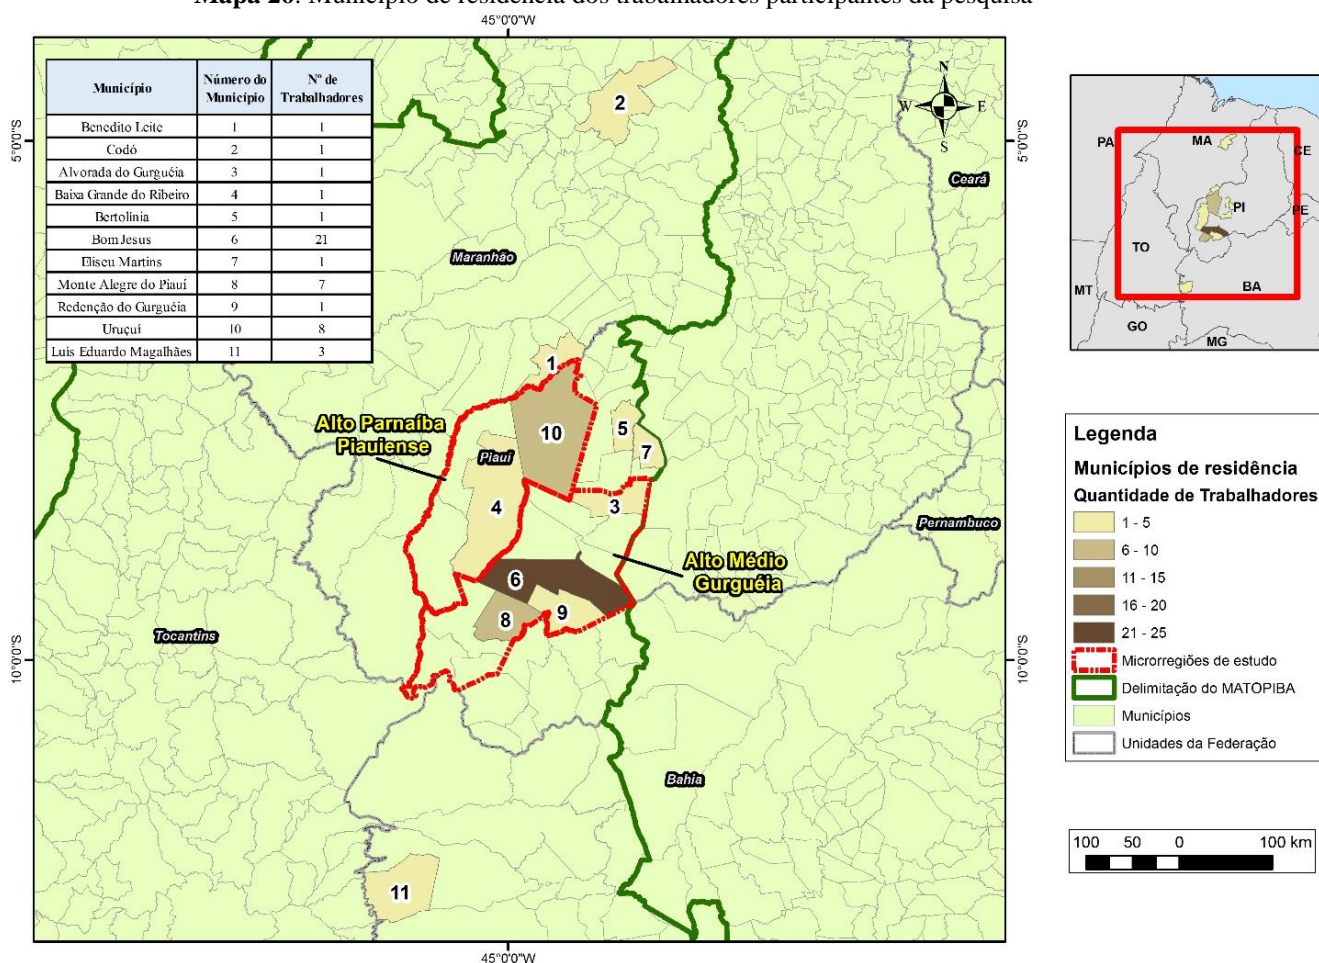 Mapa 26: Município de residência dos trabalhadores participantes da pesquisa
45°0'0"W
Município Número do Município Nº de Trabalhadores
Benedito Leite 1 1
Codó 2 1
Alvorada do Gurguéia 3 1
Baixa Grande do Ribeiro 4 1
Bertolínia 5 1
Bom Jesus 6 21
Eliseu Martins 7 1
Monte Alegre do Piauí 8 7
Redenção do Gurguéia 9 1
Uruçuí 10 8
Luís Eduardo Magalhães 11 3
5°0'0"S
10°0'0"S
2
N
W E
S
Ceará
Maranhão
1
Alto Parnaíba
Piauiense
10
5
7
Piauí
4
3
Pernambuco
Alto Médio
Gurguéia
6
9
8
Tocantins
Bahia
11
5°0'0"S
10°0'0"S
45°0'0"W
PA
MA
CE
PI
PE
TO
MT
BA
GO
MG
Legenda
Municípios de residência
Quantidade de Trabalhadores
1 - 5
6 - 10
11 - 15
16 - 20
21 - 25
Microrregiões de estudo
Delimitação do MATOPIBA
Municípios
Unidades da Federação
100 50 0 100 km